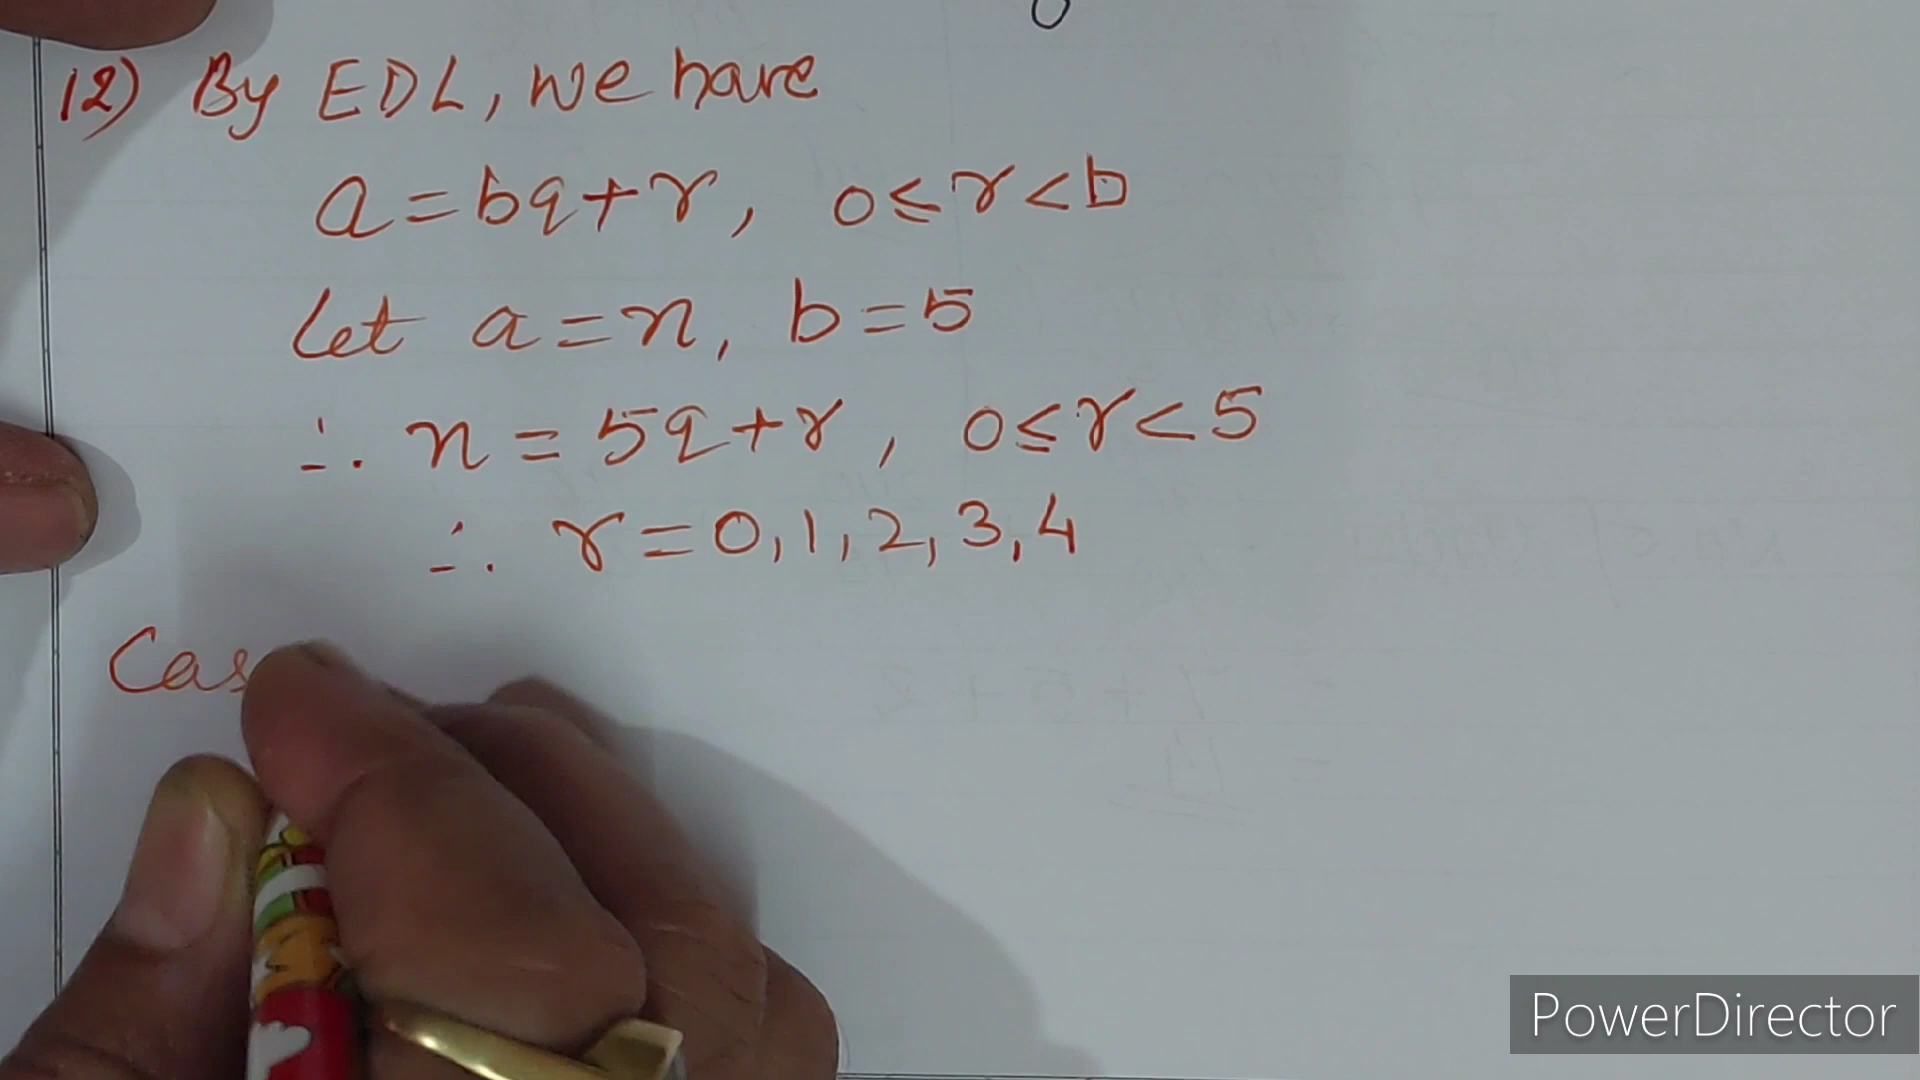 12) By EDL, we have
a = bq + r, 0 ≤ r < b
Let a = n, b = 5
∴ n = 5q + r, 0 ≤ r < 5
∴ r = 0, 1, 2, 3, 4
Cas
PowerDirector